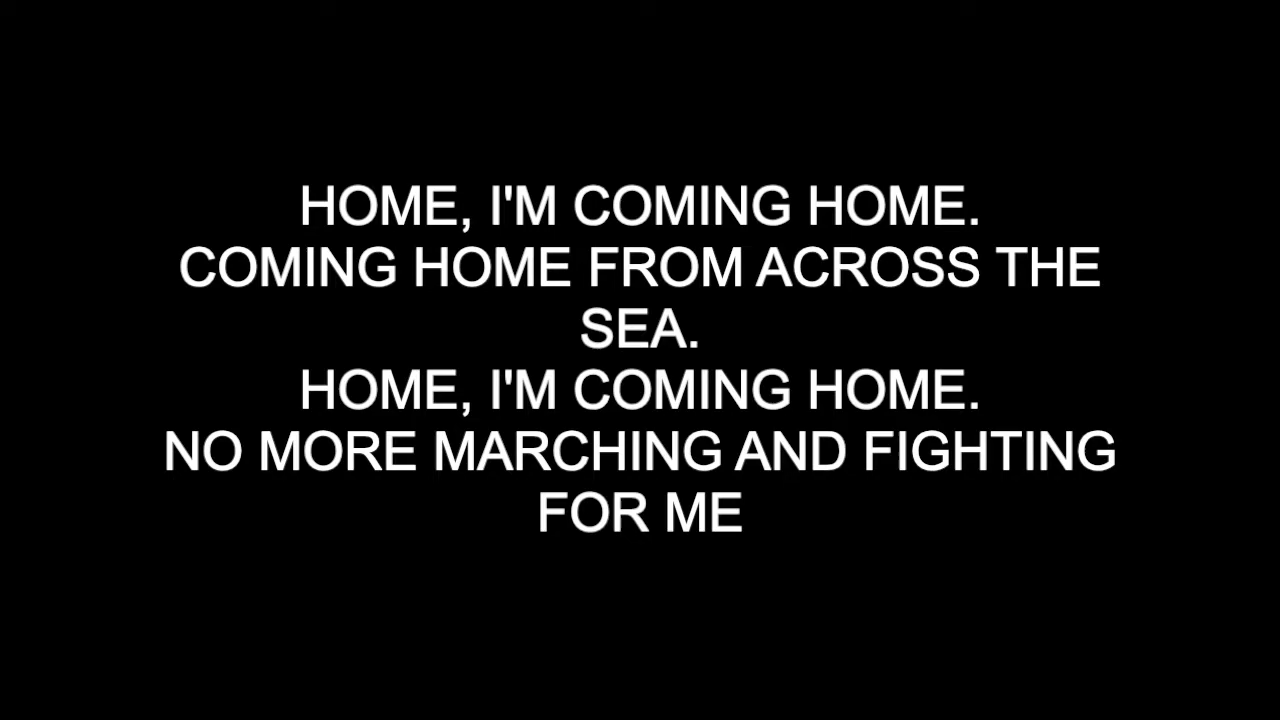 HOME, I'M COMING HOME.
COMING HOME FROM ACROSS THE
SEA.
HOME, I'M COMING HOME.
NO MORE MARCHING AND FIGHTING
FOR ME